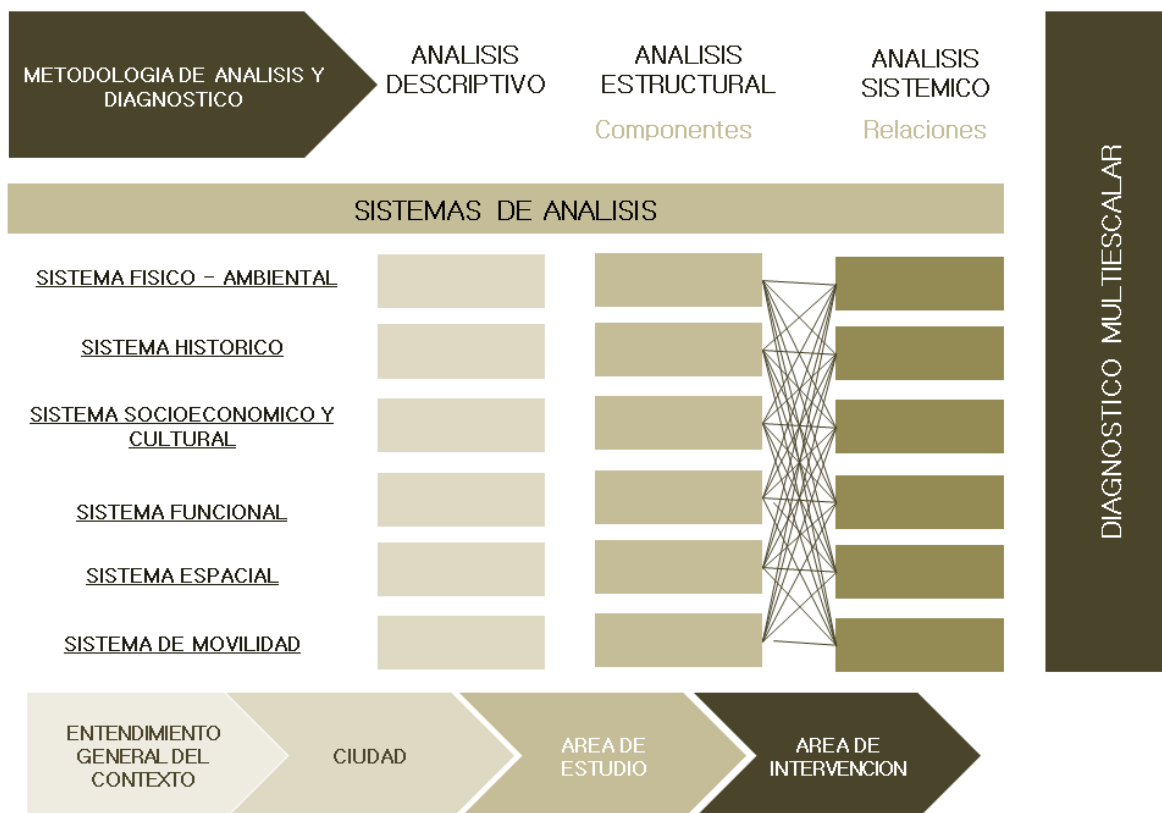 METODOLOGIA DE ANALISIS Y
DIAGNOSTICO
ANALISIS
DESCRIPTIVO
ANALISIS
ESTRUCTURAL
Componentes
ANALISIS
SISTEMICO
Relaciones
SISTEMAS DE ANALISIS
SISTEMA FISICO - AMBIENTAL
SISTEMA HISTORICO
SISTEMA SOCIOECONOMICO Y
CULTURAL
SISTEMA FUNCIONAL
SISTEMA ESPACIAL
SISTEMA DE MOVILIDAD
ENTENDIMIENTO
GENERAL DEL
CONTEXTO
CIUDAD
AREA DE
ESTUDIO
AREA DE
INTERVENCION
DIAGNOSTICO MULTIESCALAR